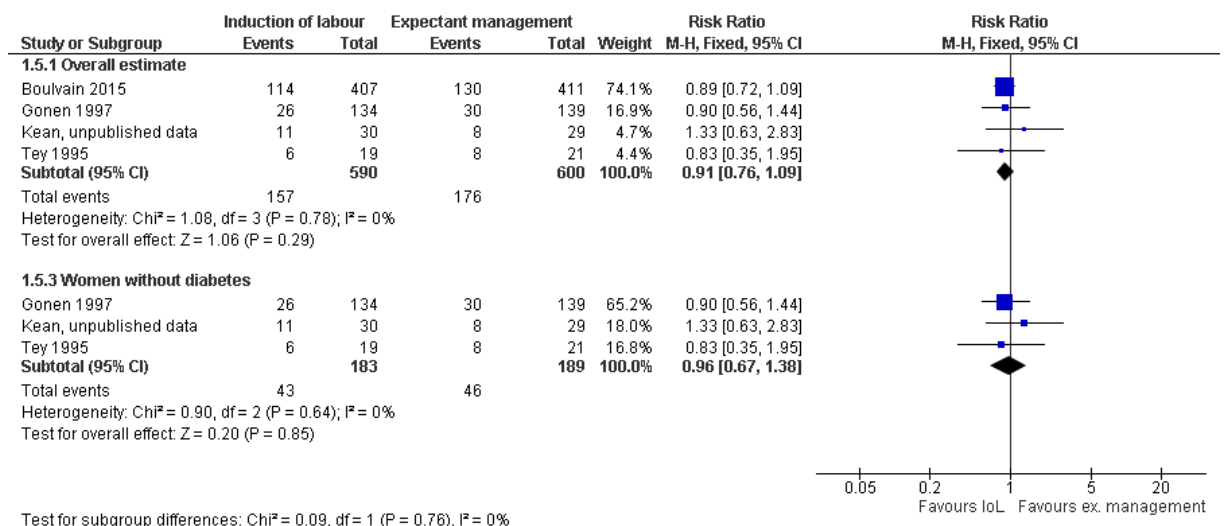 Induction of labour Expectant management Risk Ratio Risk Ratio
Study or Subgroup Events Total Events Total Weight M-H, Fixed, 95% CI M-H, Fixed, 95% CI
1.5.1 Overall estimate
Boulvain 2015 114 407 130 411 74.1% 0.89 [0.72, 1.09]
Gonen 1997 26 134 30 139 16.9% 0.90 [0.56, 1.44]
Kean, unpublished data 11 30 8 29 4.7% 1.33 [0.63, 2.83]
Tey 1995 6 19 8 21 4.4% 0.83 [0.35, 1.95]
Subtotal (95% CI) 590 600 100.0% 0.91 [0.76, 1.09]
Total events 157 176
Heterogeneity: Chi² = 1.08, df = 3 (P = 0.78); I² = 0%
Test for overall effect: Z = 1.06 (P = 0.29)
1.5.3 Women without diabetes
Gonen 1997 26 134 30 139 65.2% 0.90 [0.56, 1.44]
Kean, unpublished data 11 30 8 29 18.0% 1.33 [0.63, 2.83]
Tey 1995 6 19 8 21 16.8% 0.83 [0.35, 1.95]
Subtotal (95% CI) 183 189 100.0% 0.96 [0.67, 1.38]
Total events 43 46
Heterogeneity: Chi² = 0.90, df = 2 (P = 0.64); I² = 0%
Test for overall effect: Z = 0.20 (P = 0.85)
0.05 0.2 1 5 20
Favours IoL Favours ex. management
Test for subgroup differences: Chi² = 0.09, df = 1 (P = 0.76), I² = 0%